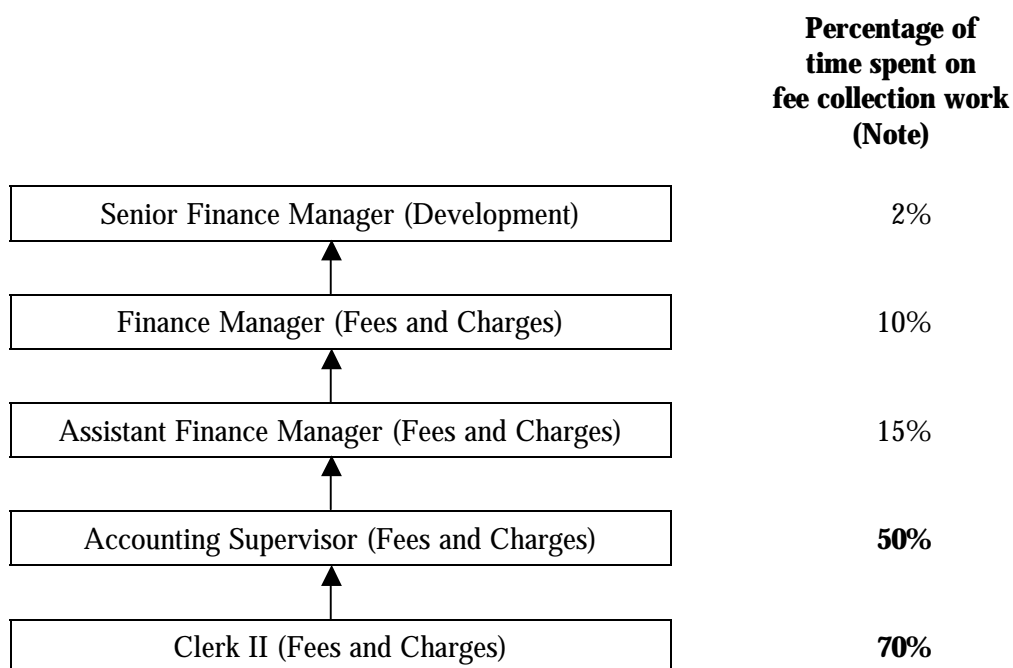 Percentage of
time spent on
fee collection work
(Note)
Senior Finance Manager (Development) 2%
Finance Manager (Fees and Charges) 10%
Assistant Finance Manager (Fees and Charges) 15%
Accounting Supervisor (Fees and Charges) 50%
Clerk II (Fees and Charges) 70%